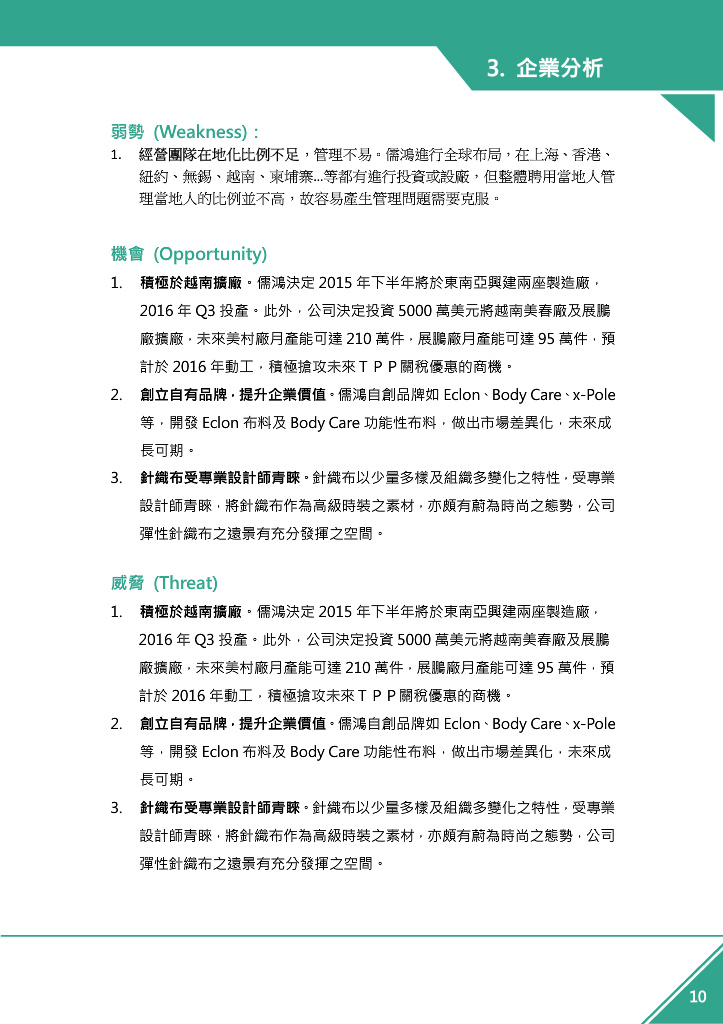 3. 企業分析
弱勢 (Weakness)：
1. 經營團隊在地化比例不足，管理不易。儒鴻進行全球布局，在上海、香港、
紐約、無錫、越南、柬埔寨...等都有進行投資或設廠，但整體聘用當地人管
理當地人的比例並不高，故容易產生管理問題需要克服。
機會 (Opportunity)
1. 積極於越南擴廠。儒鴻決定 2015 年下半年將於東南亞興建兩座製造廠，
2016 年 Q3 投產。此外，公司決定投資 5000 萬美元將越南美春廠及展鵬
廠擴廠，未來美村廠月產能可達 210 萬件，展鵬廠月產能可達 95 萬件，預
計於 2016 年動工，積極搶攻未來ＴＰＰ關稅優惠的商機。
2. 創立自有品牌，提升企業價值。儒鴻自創品牌如 Eclon、Body Care、x-Pole
等，開發 Eclon 布料及 Body Care 功能性布料，做出市場差異化，未來成
長可期。
3. 針織布受專業設計師青睞。針織布以少量多樣及組織多變化之特性，受專業
設計師青睞，將針織布作為高級時裝之素材，亦頗有蔚為時尚之態勢，公司
彈性針織布之遠景有充分發揮之空間。
威脅 (Threat)
1. 積極於越南擴廠。儒鴻決定 2015 年下半年將於東南亞興建兩座製造廠，
2016 年 Q3 投產。此外，公司決定投資 5000 萬美元將越南美春廠及展鵬
廠擴廠，未來美村廠月產能可達 210 萬件，展鵬廠月產能可達 95 萬件，預
計於 2016 年動工，積極搶攻未來ＴＰＰ關稅優惠的商機。
2. 創立自有品牌，提升企業價值。儒鴻自創品牌如 Eclon、Body Care、x-Pole
等，開發 Eclon 布料及 Body Care 功能性布料，做出市場差異化，未來成
長可期。
3. 針織布受專業設計師青睞。針織布以少量多樣及組織多變化之特性，受專業
設計師青睞，將針織布作為高級時裝之素材，亦頗有蔚為時尚之態勢，公司
彈性針織布之遠景有充分發揮之空間。
10